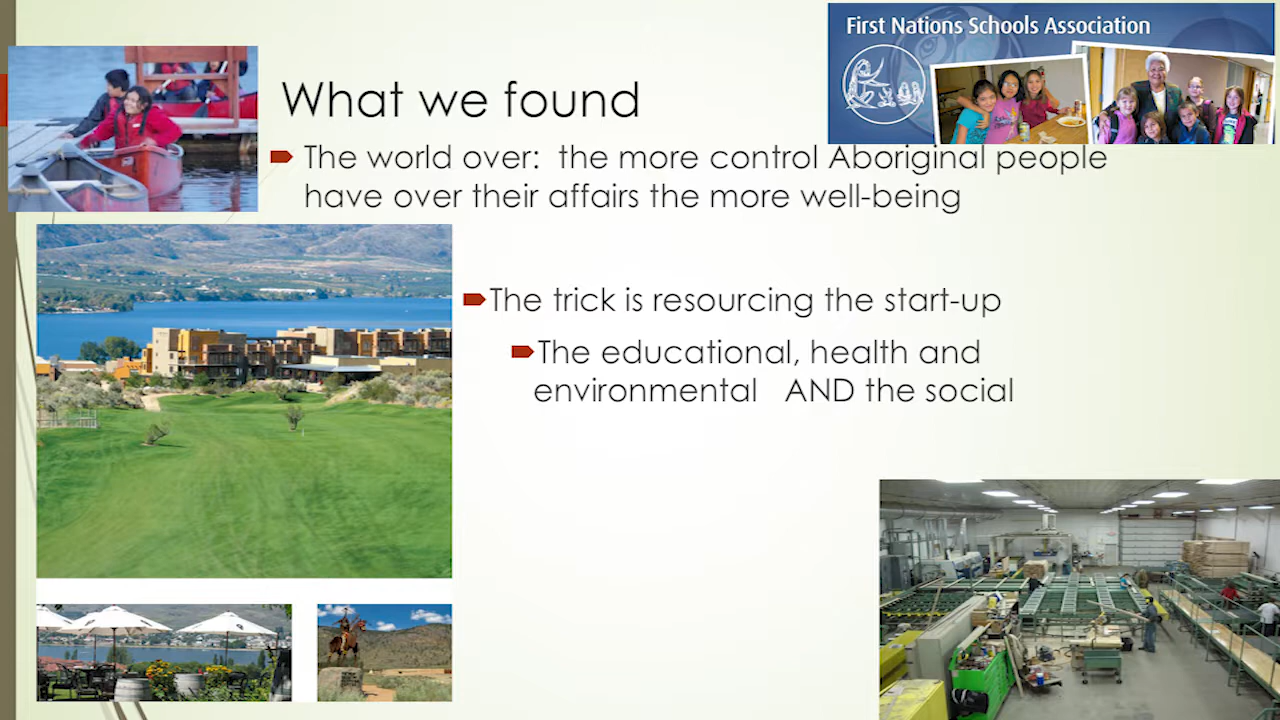 First Nations Schools Association
What we found
The world over:  the more control Aboriginal people
have over their affairs the more well-being
The trick is resourcing the start-up
The educational, health and
environmental   AND the social